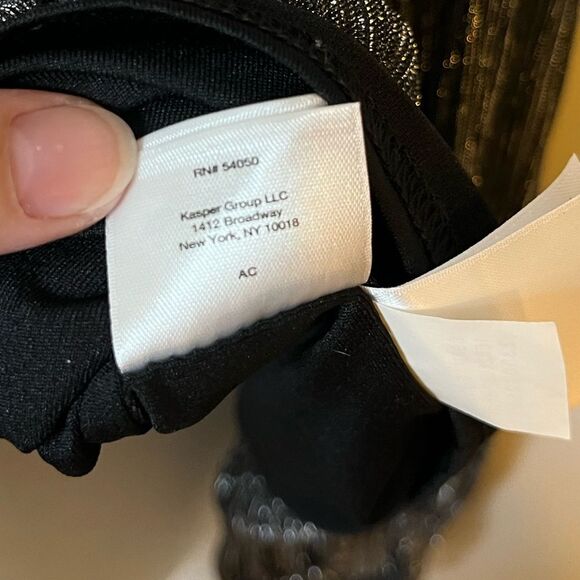 RN# 54050
Kasper Group LLC
1412 Broadway
New York, NY 10018
AC